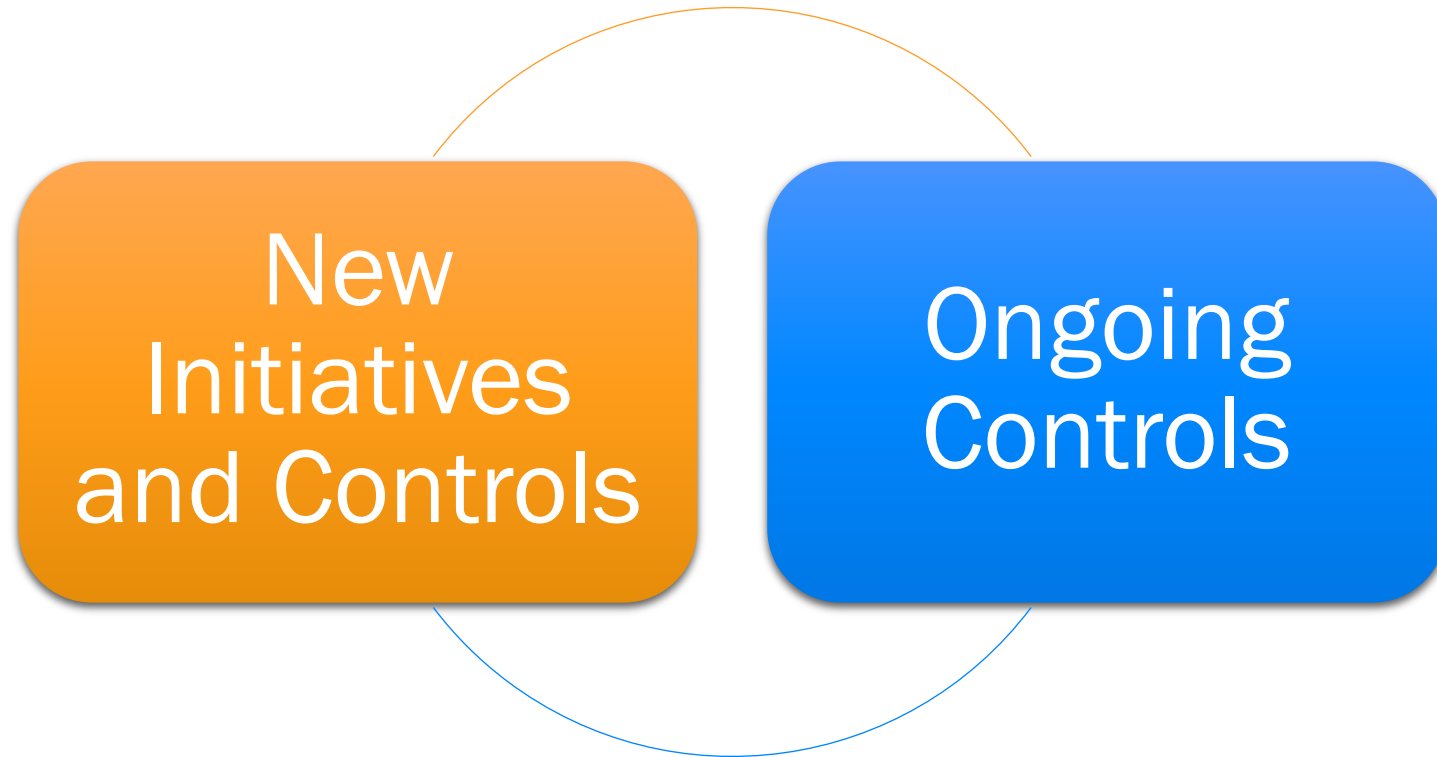 New
Initiatives
and Controls
Ongoing
Controls